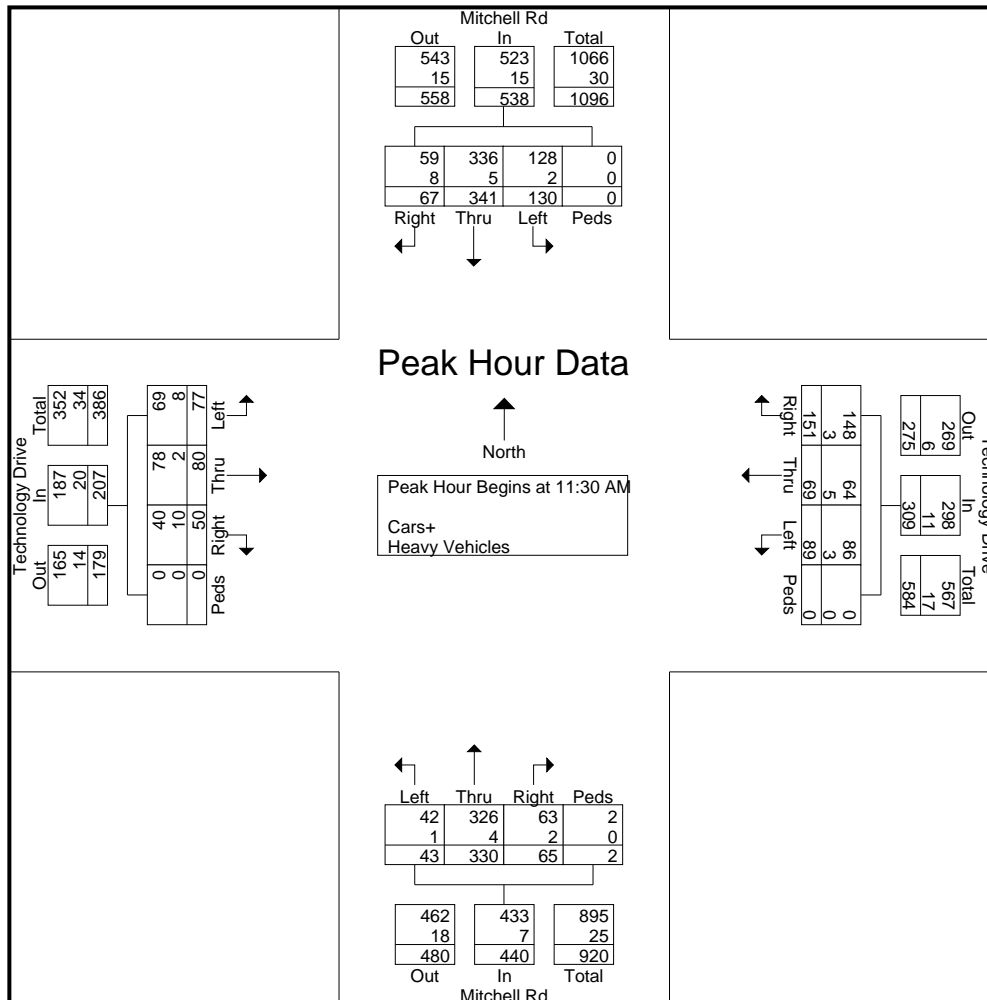 Mitchell Rd
Out In Total
543 523 1066
15 15 30
558 538 1096
59 336 128 0
8 5 2 0
67 341 130 0
Right Thru Left Peds
Peak Hour Data
North
Peak Hour Begins at 11:30 AM
Cars+
Heavy Vehicles
Technology Drive
Total In Out
352 187 165
34 20 14
386 207 179
69 78 40 0
8 2 10 0
77 80 50 0
Left Thru Right Peds
Technology Drive
Out In Total
269 298 567
6 11 17
275 309 584
148 64 86 0
3 5 3 0
151 69 89 0
Right Thru Left Peds
Left Thru Right Peds
42 326 63 2
1 4 2 0
43 330 65 2
462 433 895
18 7 25
480 440 920
Out In Total
Mitchell Rd